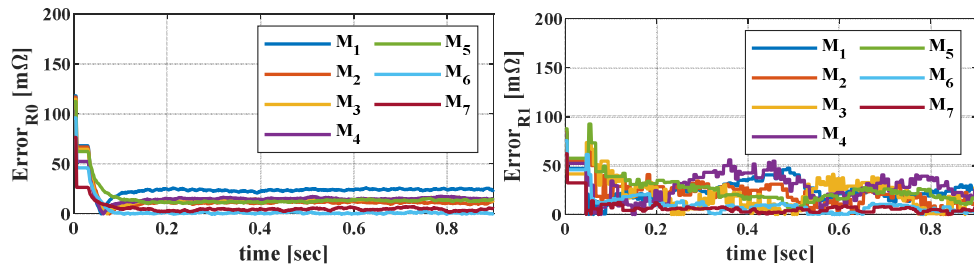 Error_R0 [mΩ]
200
150
100
50
0
M_1 M_5
M_2 M_6
M_3 M_7
M_4
0 0.2 0.4 0.6 0.8
time [sec]
Error_R1 [mΩ]
200
150
100
50
0
M_1 M_5
M_2 M_6
M_3 M_7
M_4
0 0.2 0.4 0.6 0.8
time [sec]